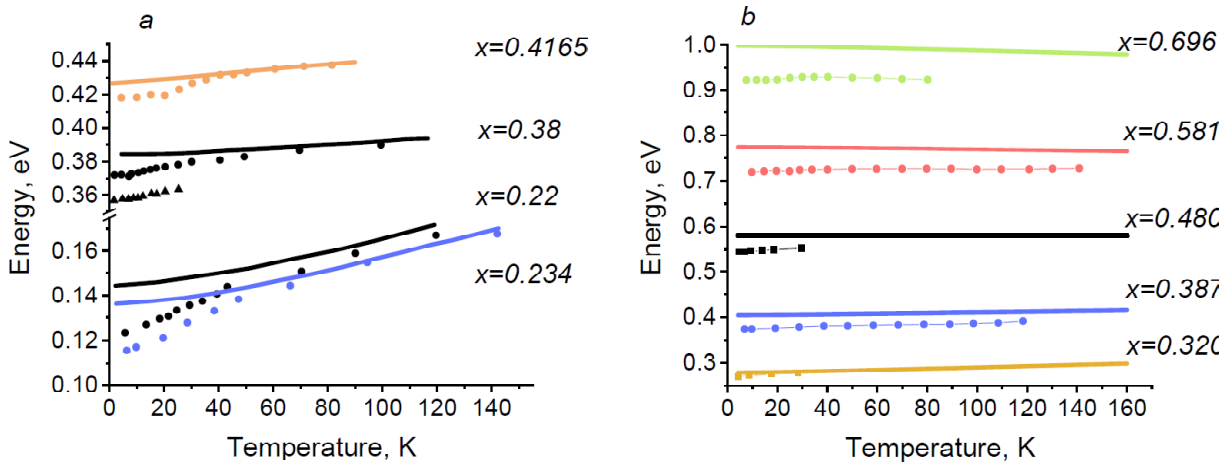 a
Energy, eV
0.44
0.42
0.40
0.38
0.36
0.16
0.14
0.12
0.10
x=0.4165
x=0.38
x=0.22
x=0.234
0 20 40 60 80 100 120 140
Temperature, K
b
Energy, eV
1.0
0.9
0.8
0.7
0.6
0.5
0.4
0.3
x=0.696
x=0.581
x=0.480
x=0.387
x=0.320
0 20 40 60 80 100 120 140 160
Temperature, K